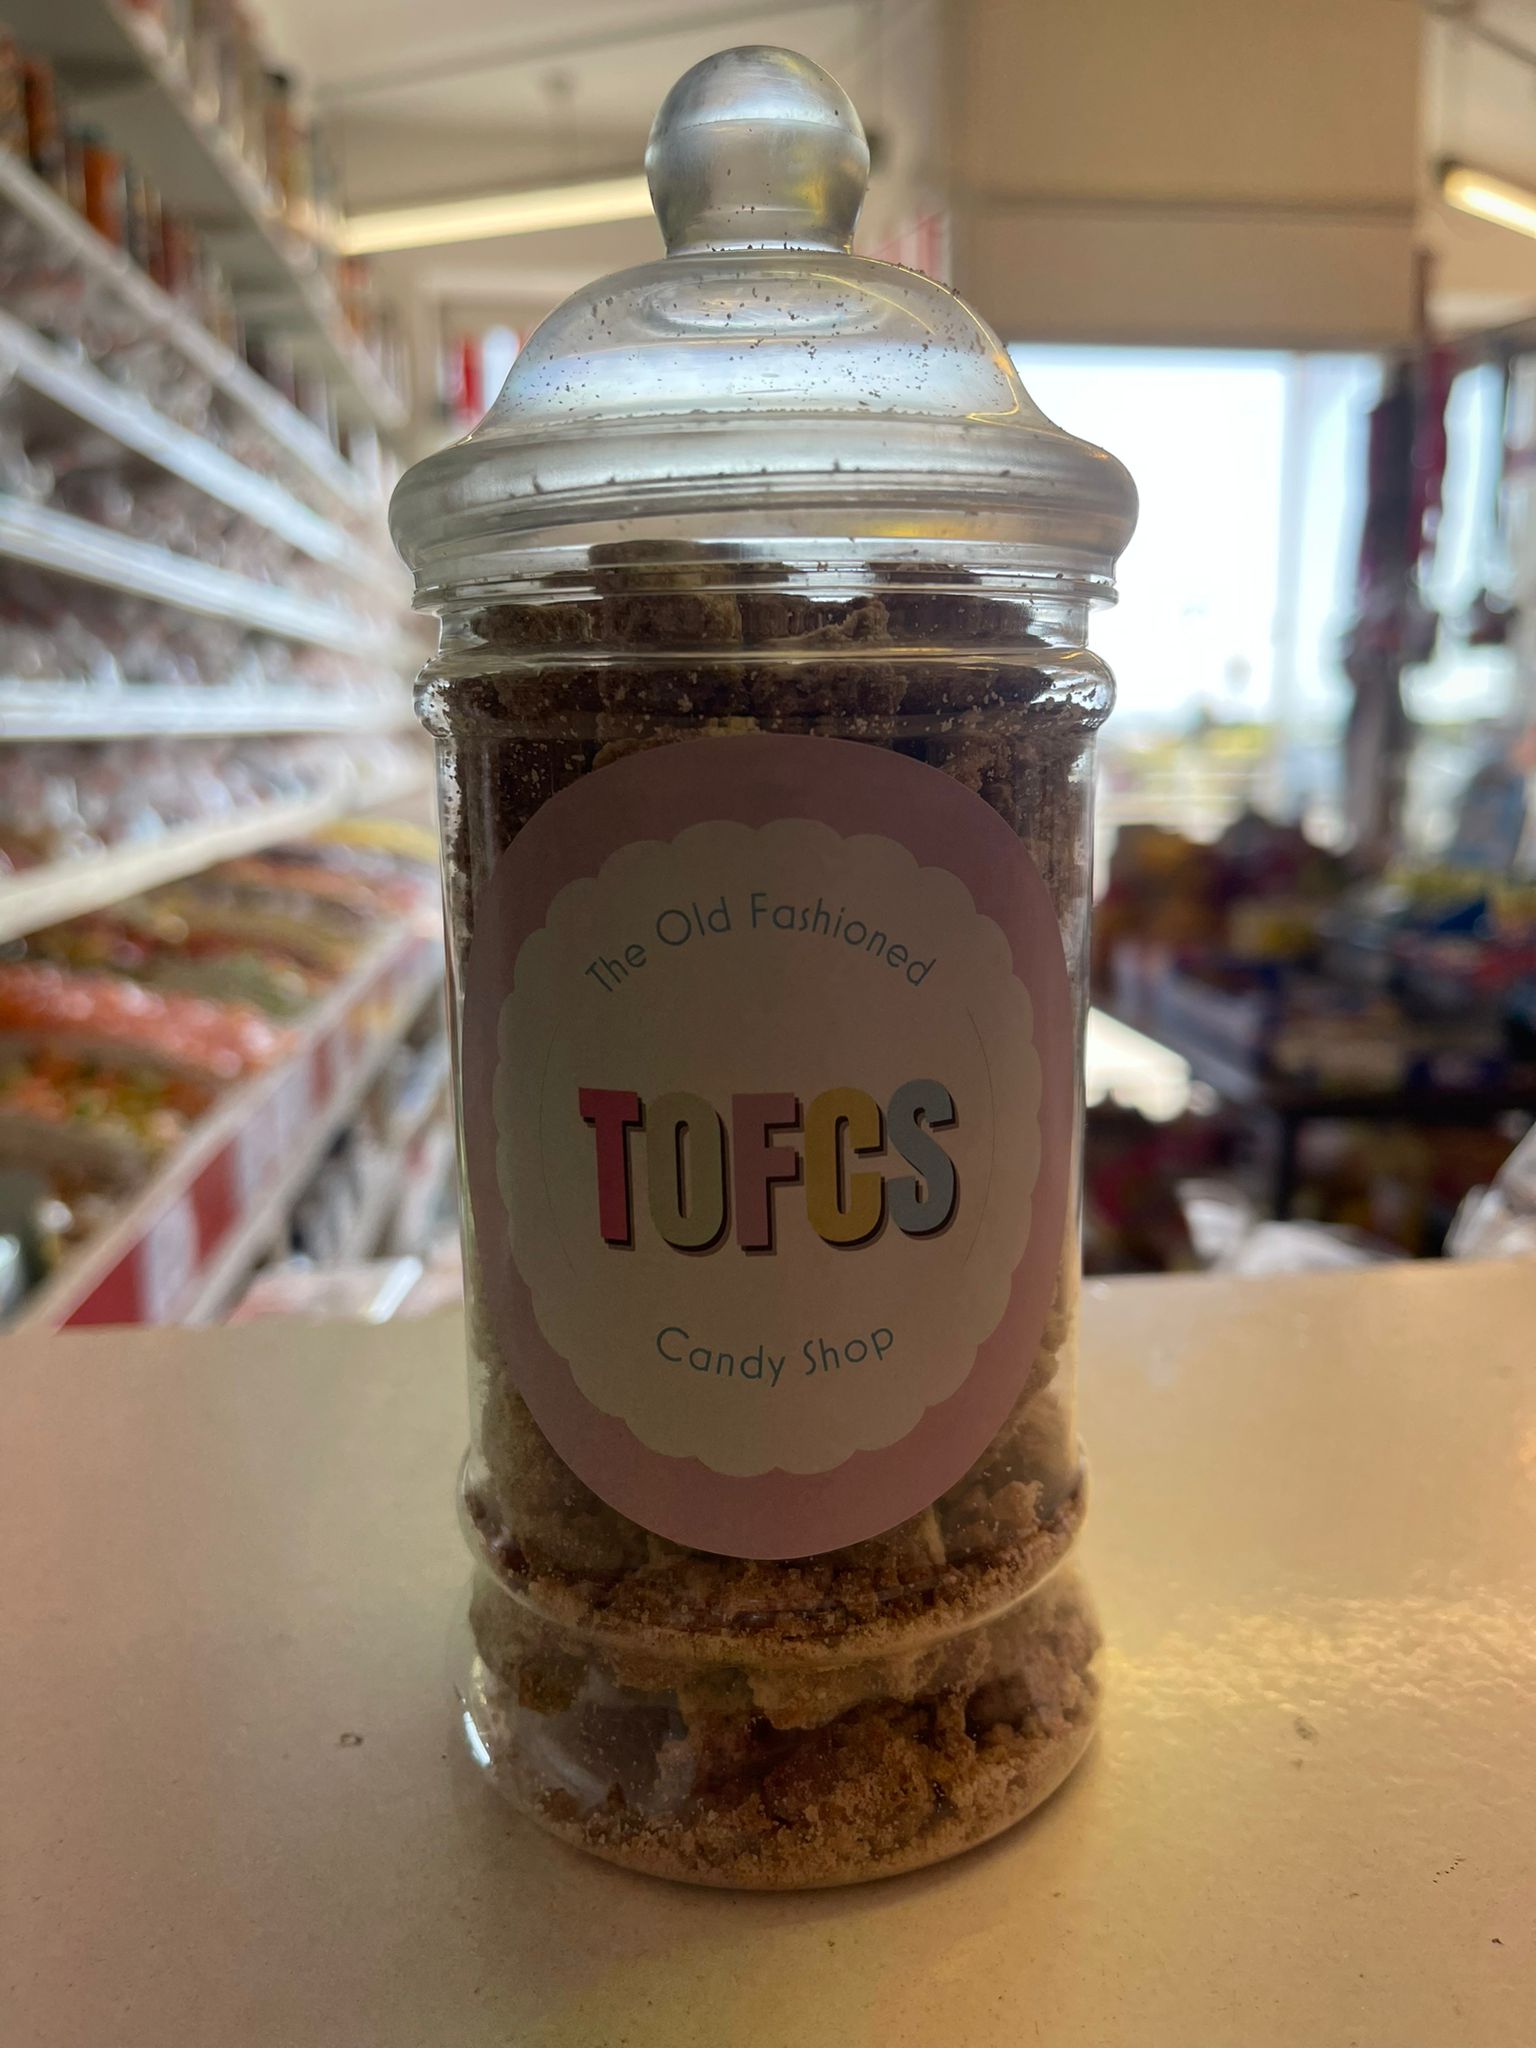 The Old Fashioned
TOFCS
Candy Shop